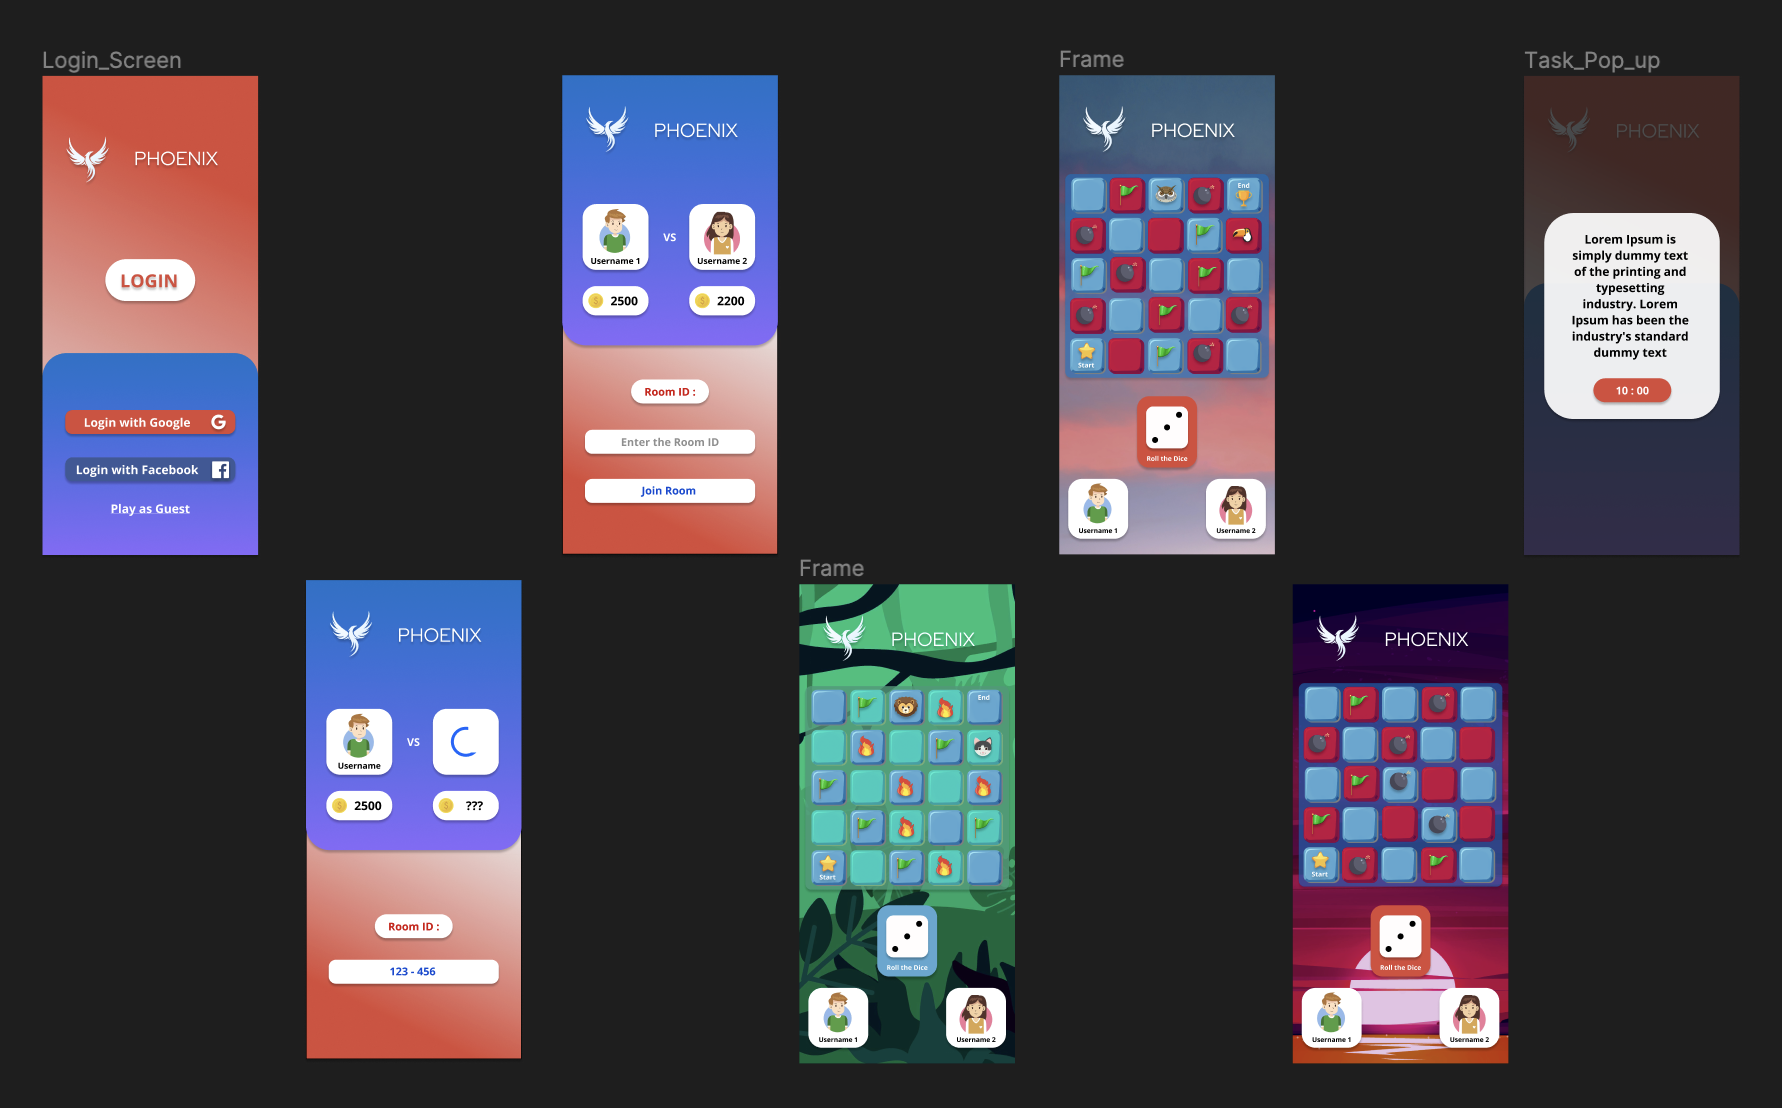 Login_Screen
PHOENIX
LOGIN
Login with Google
G
Login with Facebook
f
Play as Guest
PHOENIX
Username 1
VS
Username 2
$ 2500
$ 2200
Room ID :
Enter the Room ID
Join Room
Frame
PHOENIX
End
Start
Roll the Dice
Username 1
Username 2
Task_Pop_up
PHOENIX
Lorem Ipsum is
simply dummy text
of the printing and
typesetting
industry. Lorem
Ipsum has been the
industry's standard
dummy text
10 : 00
PHOENIX
Username
VS
$ 2500
$ ???
Room ID :
123 - 456
Frame
PHOENIX
End
Start
Roll the Dice
Username 1
Username 2
PHOENIX
Start
Roll the Dice
Username 1
Username 2